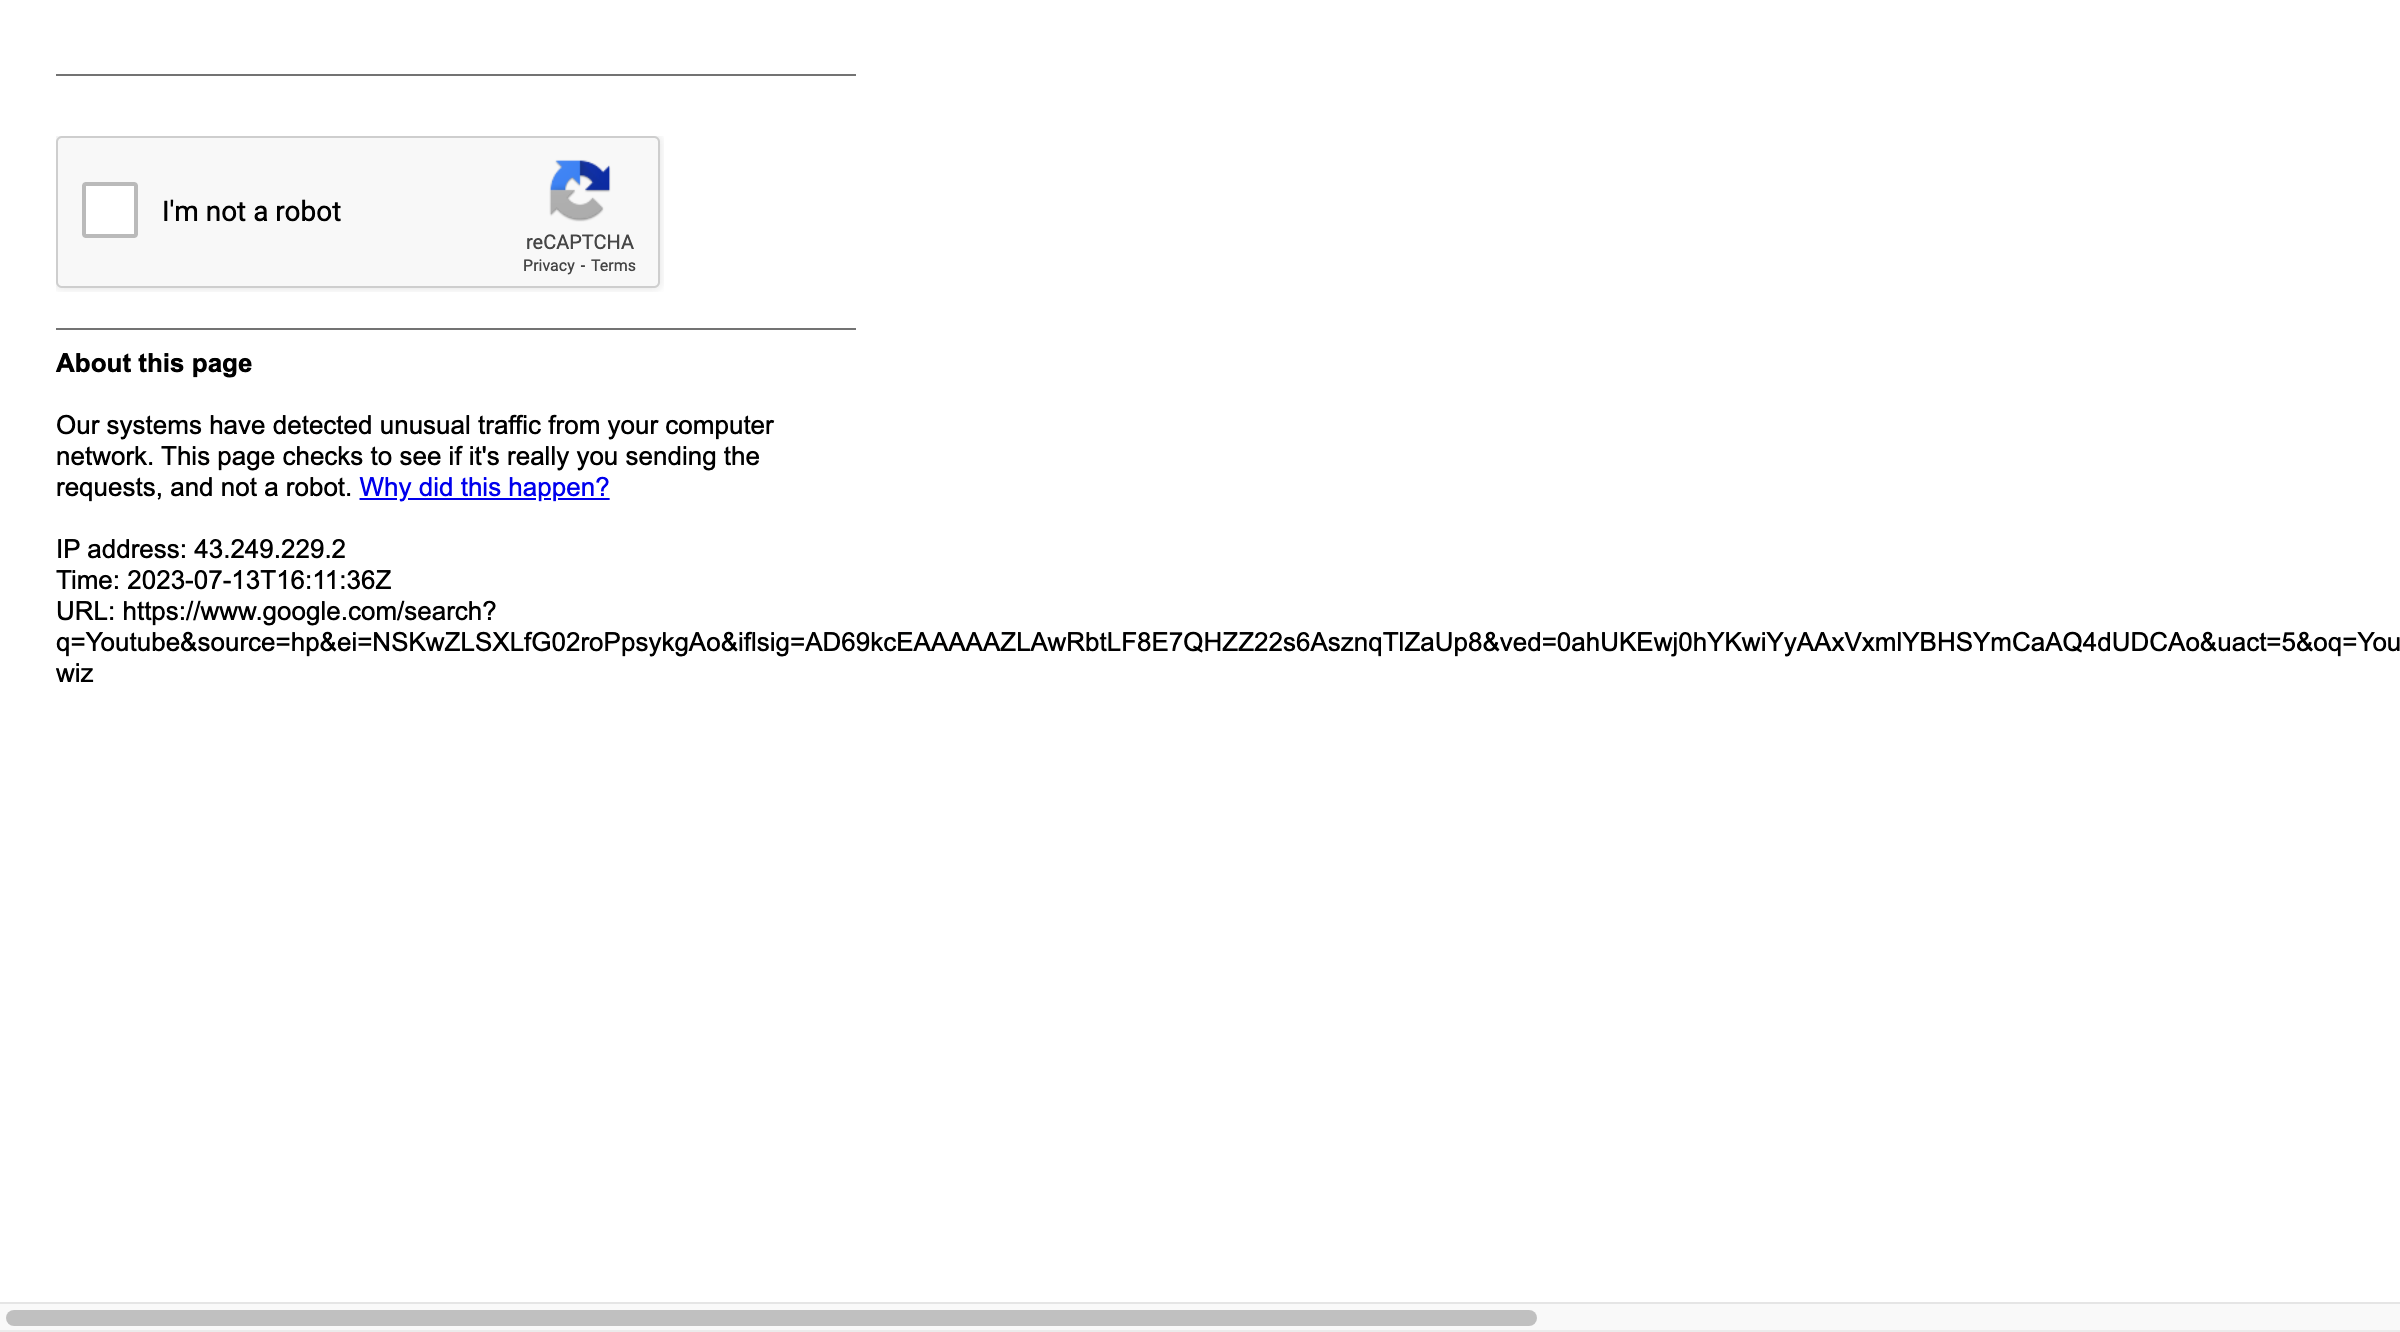 I'm not a robot
reCAPTCHA
Privacy - Terms
About this page
Our systems have detected unusual traffic from your computer
network. This page checks to see if it's really you sending the
requests, and not a robot. Why did this happen?
IP address: 43.249.229.2
Time: 2023-07-13T16:11:36Z
URL: https://www.google.com/search?
q=Youtube&source=hp&ei=NSKwZLSXLfG02roPpsykgAo&iflsig=AD69kcEAAAAAZLAwRbtLF8E7QHZZ22s6AsznqTlZaUp8&ved=0ahUKEwj0hYKwiYyAAxVxmlYBHSYmCaAQ4dUDCAo&uact=5&oq=You
wiz